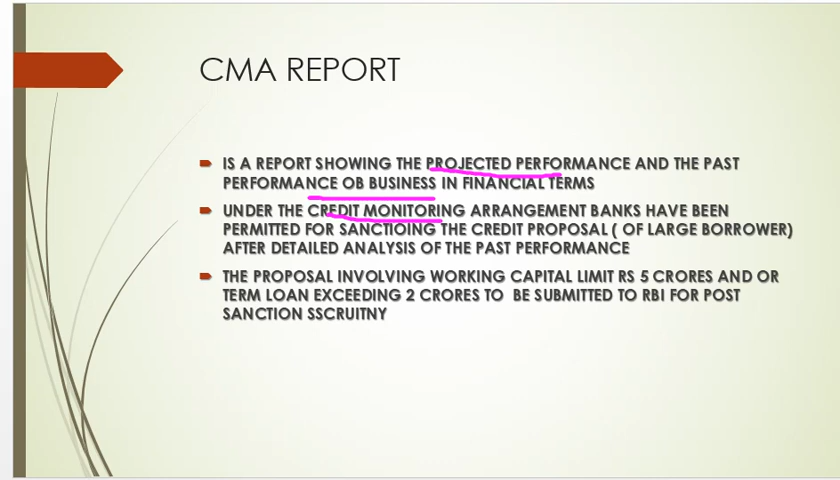 CMA REPORT
IS A REPORT SHOWING THE PROJECTED PERFORMANCE AND THE PAST
PERFORMANCE OB BUSINESS IN FINANCIAL TERMS
UNDER THE CREDIT MONITORING ARRANGEMENT BANKS HAVE BEEN
PERMITTED FOR SANCTIOING THE CREDIT PROPOSAL ( OF LARGE BORROWER)
AFTER DETAILED ANALYSIS OF THE PAST PERFORMANCE
THE PROPOSAL INVOLVING WORKING CAPITAL LIMIT RS 5 CRORES AND OR
TERM LOAN EXCEEDING 2 CRORES TO BE SUBMITTED TO RBI FOR POST
SANCTION SSCRUITNY